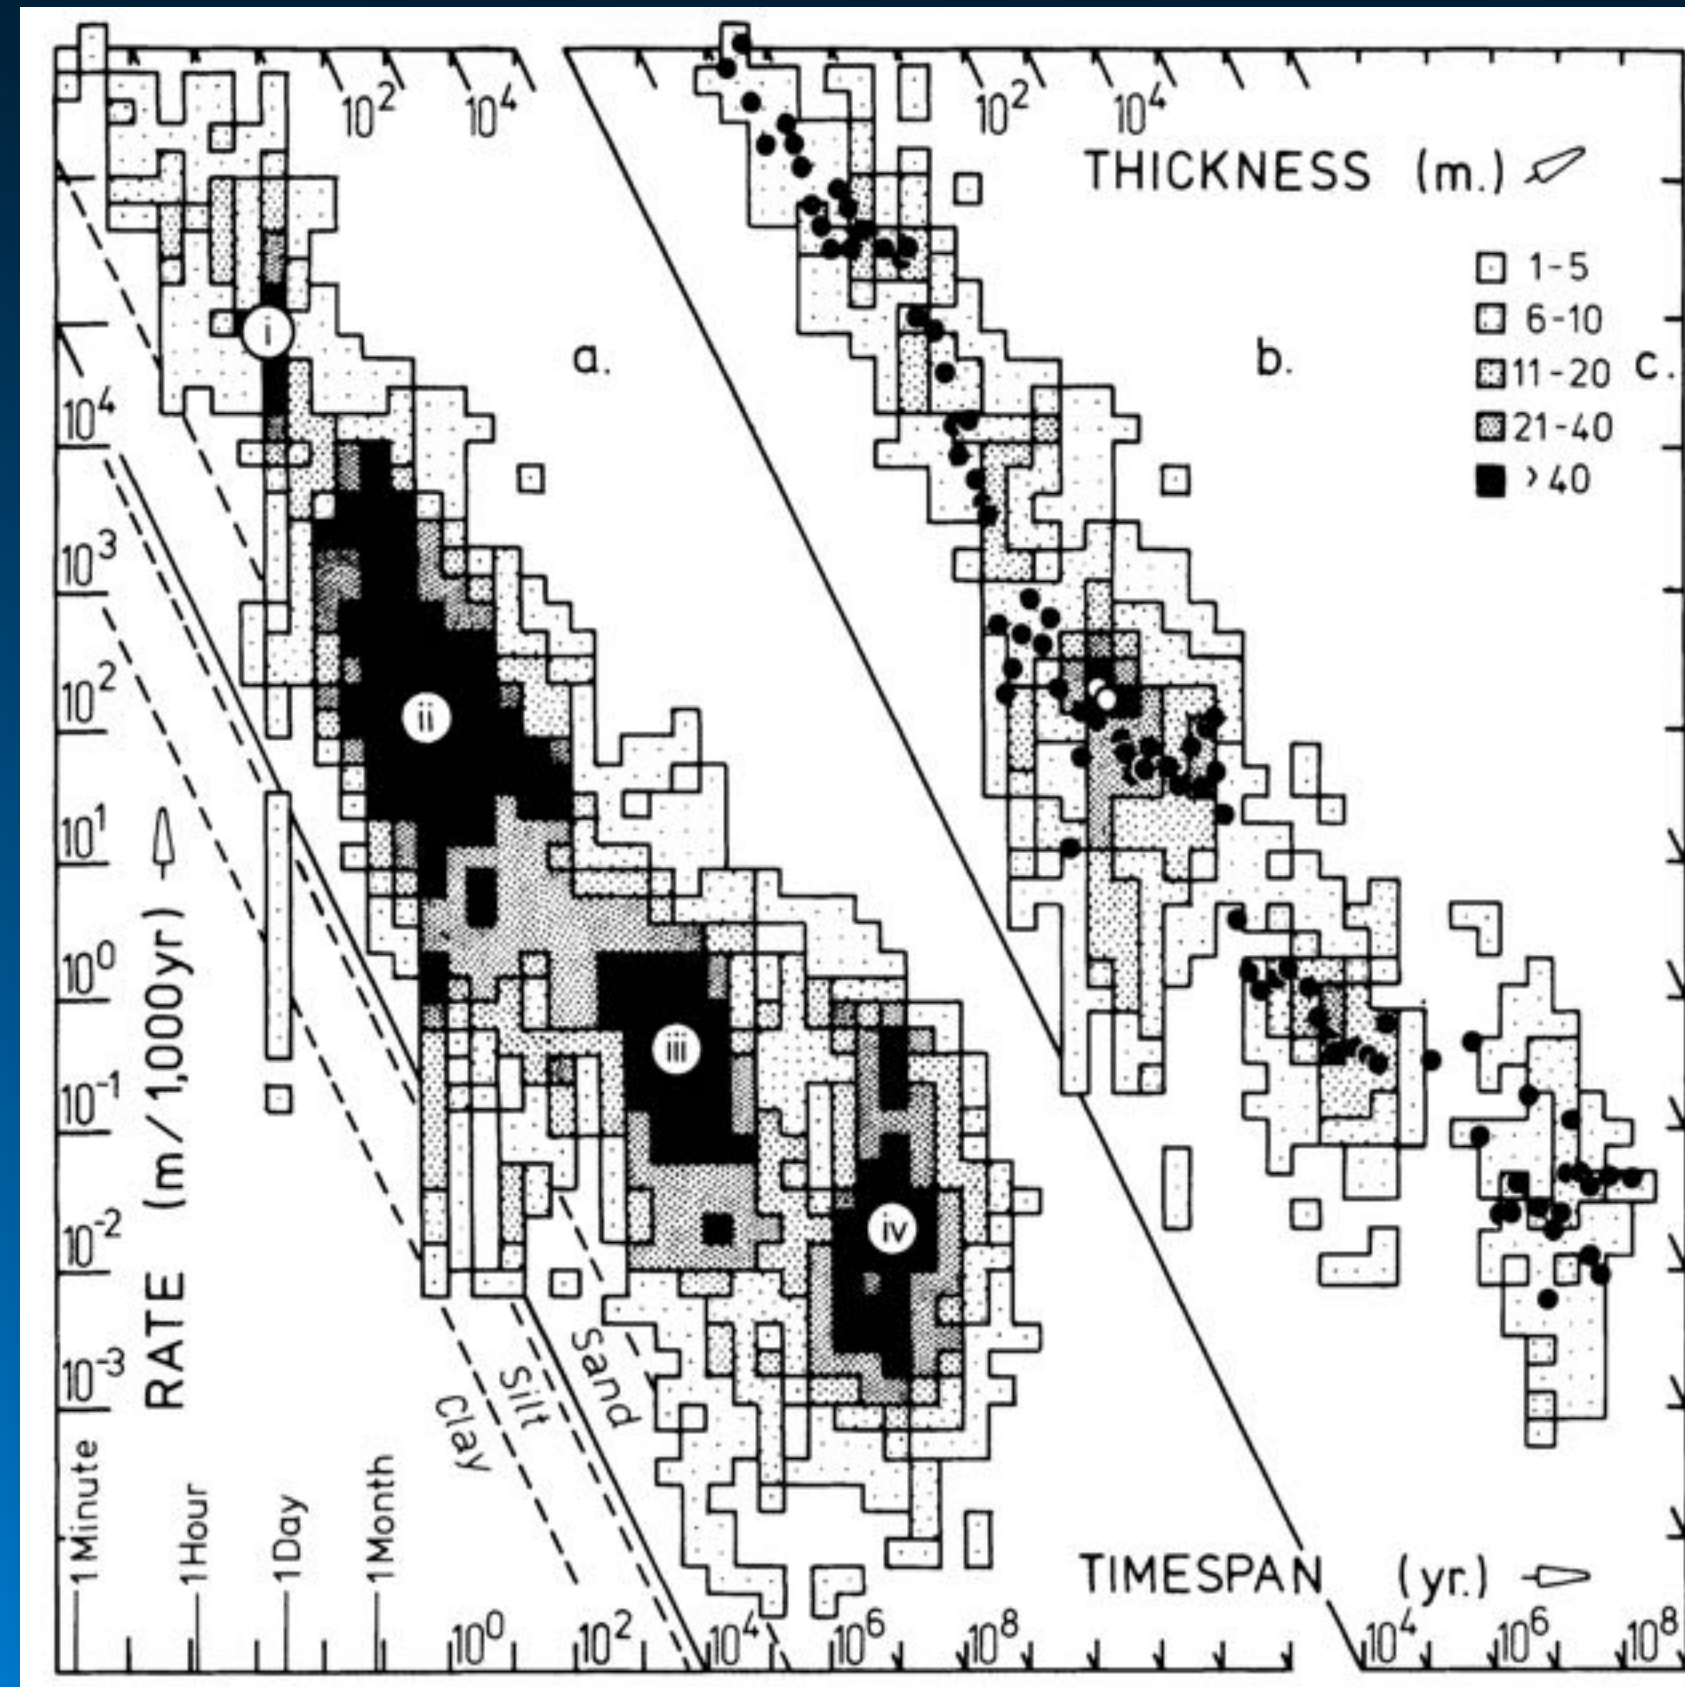 10² 10⁴ 10² 10⁴
THICKNESS (m.)
1-5
6-10
11-20
21-40
>40
a. b. c.
i
ii
iii
iv
10⁴
10³
10²
10¹
10⁰
10⁻¹
10⁻²
10⁻³
RATE (m/1,000yr)
Clay
Silt
Sand
1 Minute
1 Hour
1 Day
1 Month
TIMESPAN (yr.)
10⁰ 10² 10⁴ 10⁶ 10⁸ 10⁴ 10⁶ 10⁸